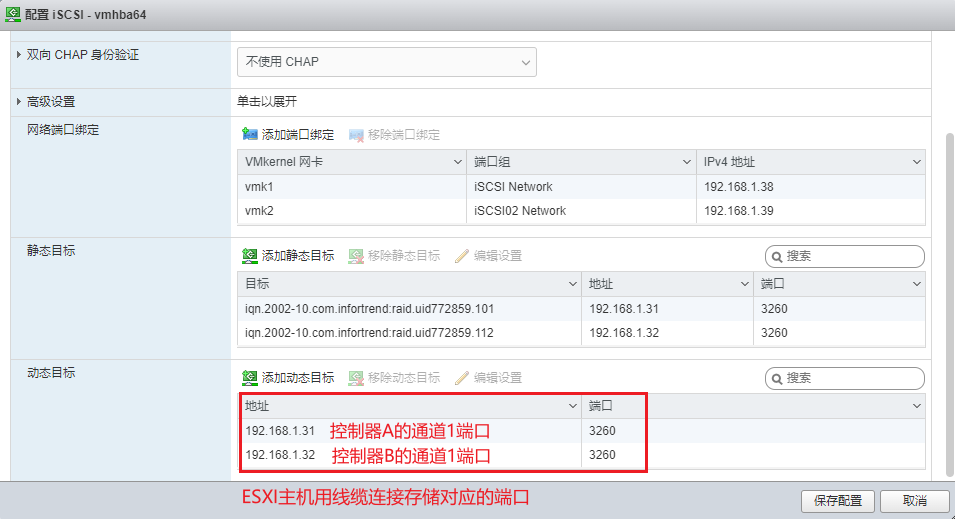 配置 iSCSI - vmhba64
双向 CHAP 身份验证
不使用 CHAP
高级设置
单击以展开
网络端口绑定
添加端口绑定 移除端口绑定
VMkernel 网卡 端口组 IPv4 地址
vmk1 iSCSI Network 192.168.1.38
vmk2 iSCSI02 Network 192.168.1.39
静态目标
添加静态目标 移除静态目标 编辑设置 搜索
目标 地址 端口
iqn.2002-10.com.infortrend:raid.uid772859.101 192.168.1.31 3260
iqn.2002-10.com.infortrend:raid.uid772859.112 192.168.1.32 3260
动态目标
添加动态目标 移除动态目标 编辑设置 搜索
地址 端口
192.168.1.31 控制器A的通道1端口 3260
192.168.1.32 控制器B的通道1端口 3260
ESXI主机用线缆连接存储对应的端口
保存配置 取消